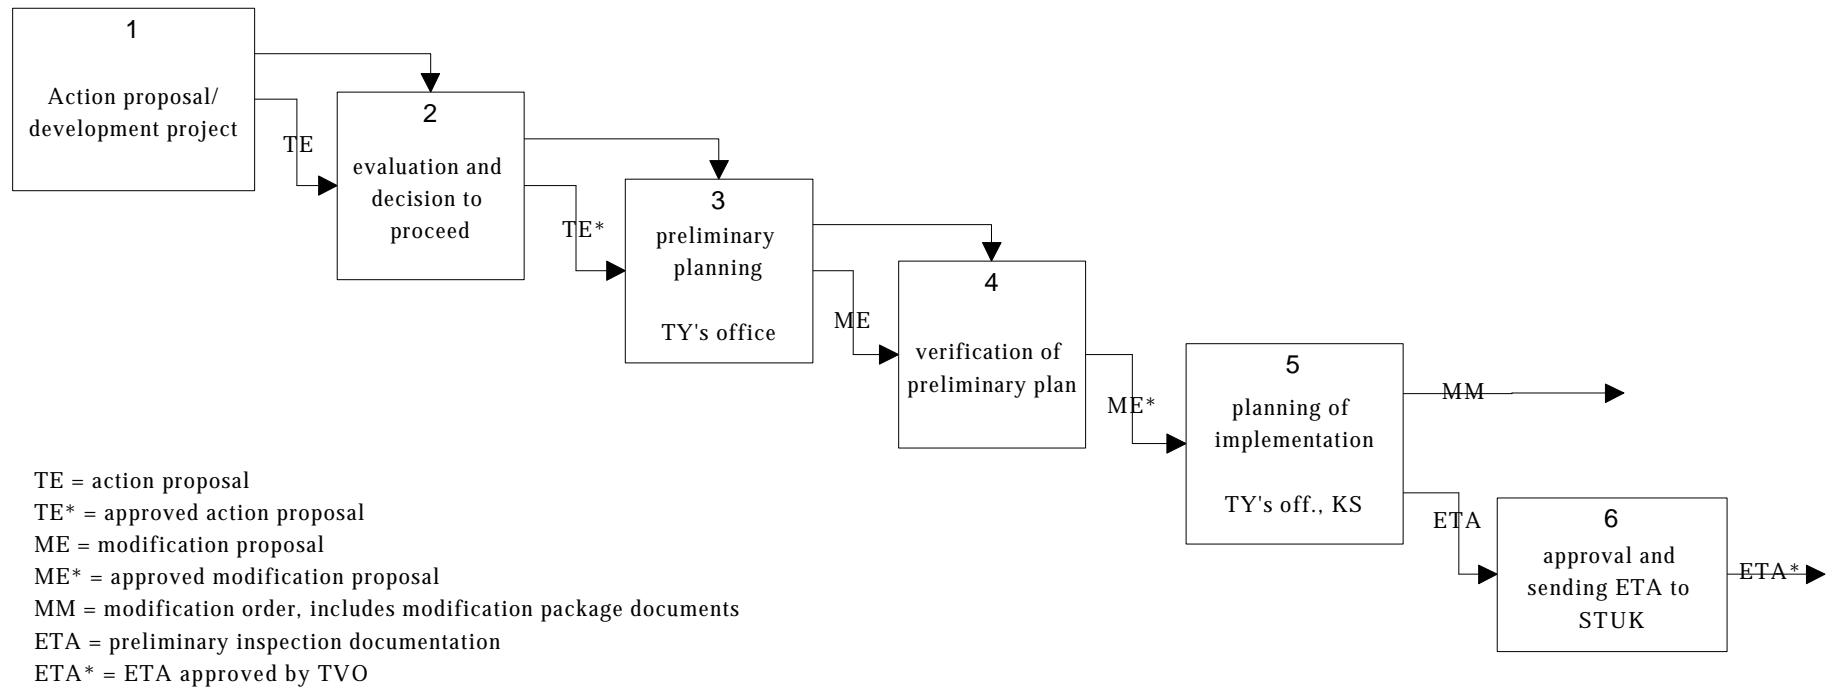 1
Action proposal/
development project
TE
2
evaluation and
decision to
proceed
TE*
3
preliminary
planning
TY's office
ME
4
verification of
preliminary plan
ME*
5
planning of
implementation
TY's off., KS
MM
ETA
6
approval and
sending ETA to
STUK
ETA*
TE = action proposal
TE* = approved action proposal
ME = modification proposal
ME* = approved modification proposal
MM = modification order, includes modification package documents
ETA = preliminary inspection documentation
ETA* = ETA approved by TVO